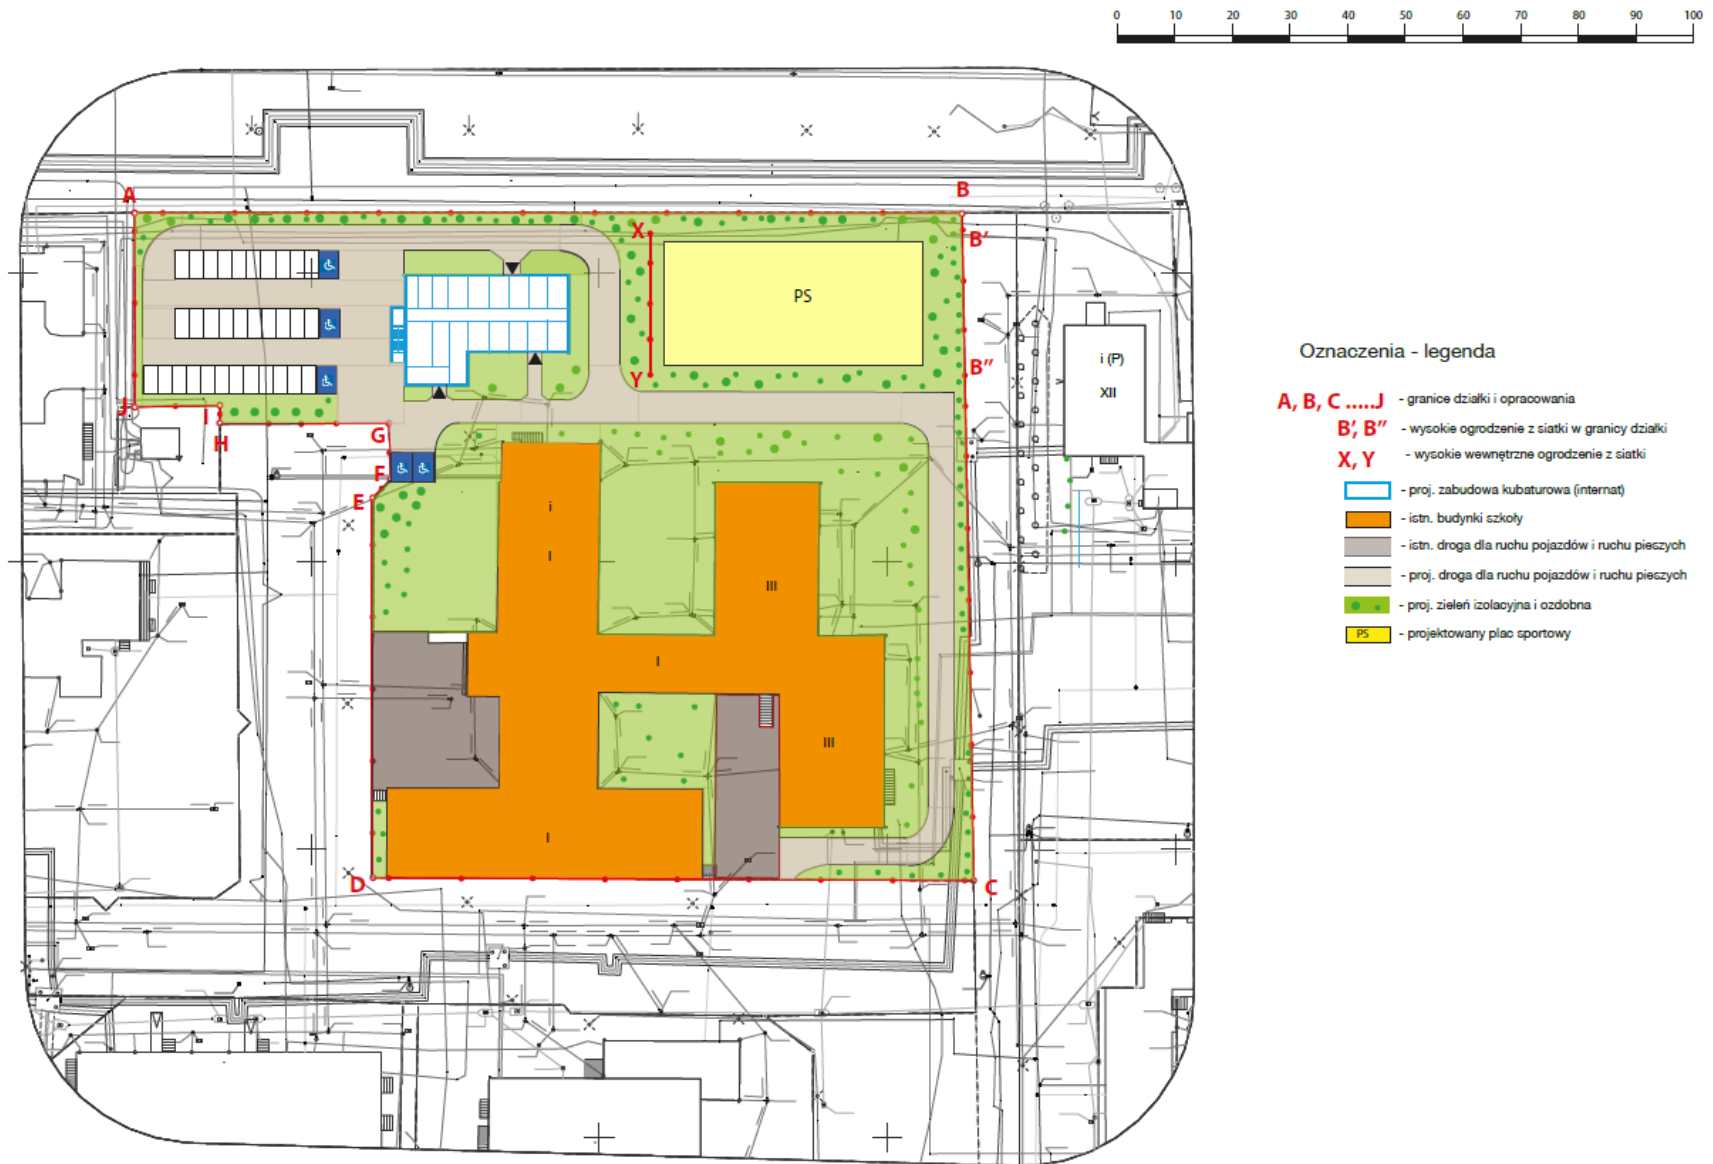 0 10 20 30 40 50 60 70 80 90 100
A
B
X
B'
PS
Y
B"
J
I
H
G
F
E
i
I
III
I
III
I
D
C
i (P)
XII
Oznaczenia - legenda
A, B, C .....J - granice działki i opracowania
B', B" - wysokie ogrodzenie z siatki w granicy działki
X, Y - wysokie wewnętrzne ogrodzenie z siatki
- proj. zabudowa kubaturowa (internat)
- istn. budynki szkoły
- istn. droga dla ruchu pojazdów i ruchu pieszych
- proj. droga dla ruchu pojazdów i ruchu pieszych
- proj. zieleń izolacyjna i ozdobna
PS - projektowany plac sportowy